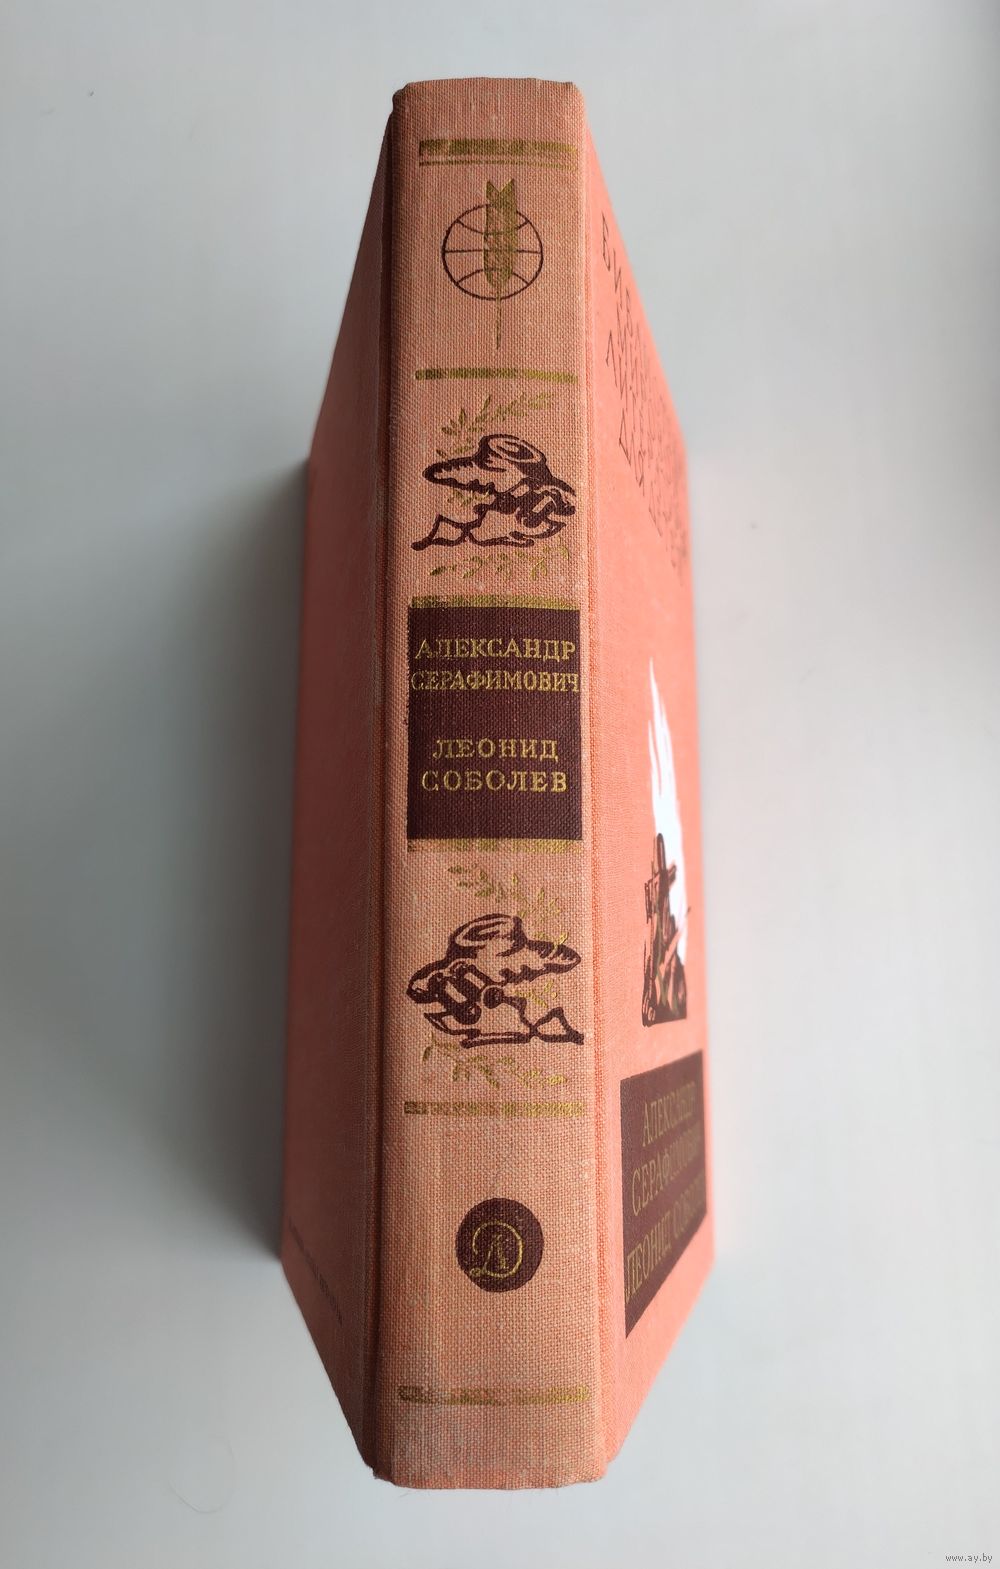 АЛЕКСАНДР
СЕРАФИМОВИЧ
ЛЕОНИД
СОБОЛЕВ
АЛЕКСАНДР
СЕРАФИМОВИЧ
ЛЕОНИД СОБОЛЕВ
www.ay.by